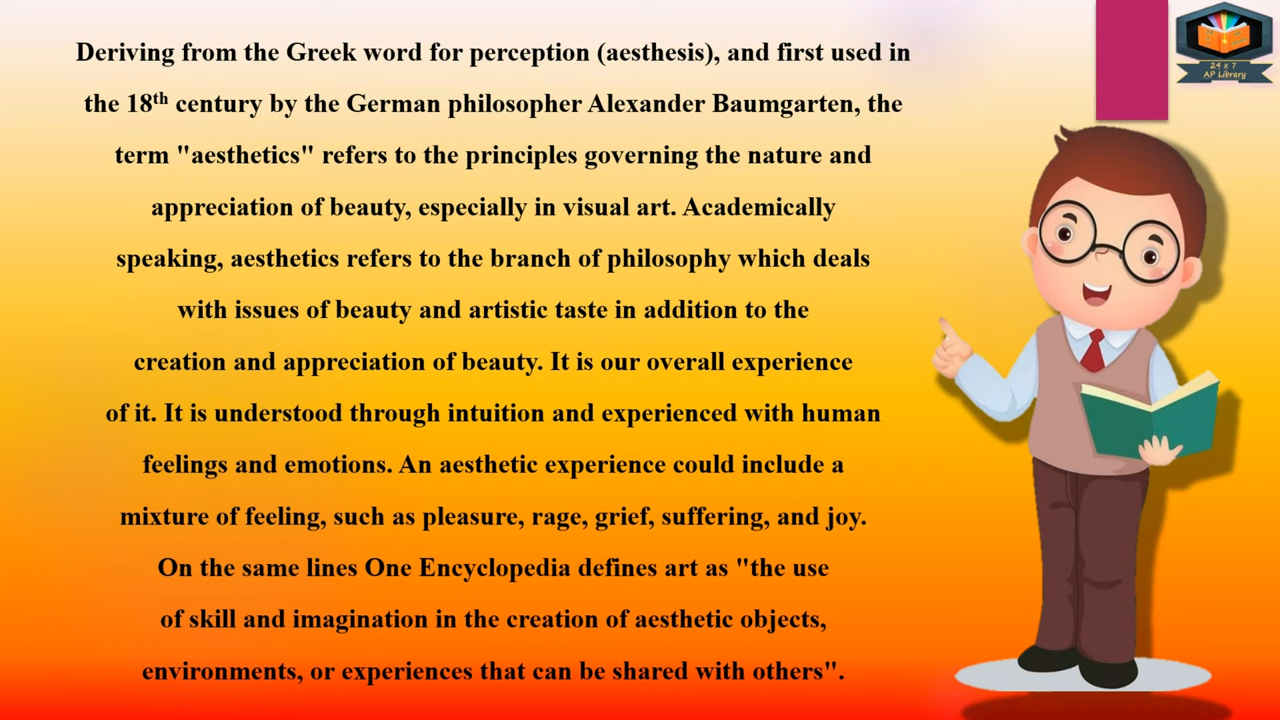 Deriving from the Greek word for perception (aesthesis), and first used in
the 18th century by the German philosopher Alexander Baumgarten, the
term "aesthetics" refers to the principles governing the nature and
appreciation of beauty, especially in visual art. Academically
speaking, aesthetics refers to the branch of philosophy which deals
with issues of beauty and artistic taste in addition to the
creation and appreciation of beauty. It is our overall experience
of it. It is understood through intuition and experienced with human
feelings and emotions. An aesthetic experience could include a
mixture of feeling, such as pleasure, rage, grief, suffering, and joy.
On the same lines One Encyclopedia defines art as "the use
of skill and imagination in the creation of aesthetic objects,
environments, or experiences that can be shared with others".
24 x 7
AP Library